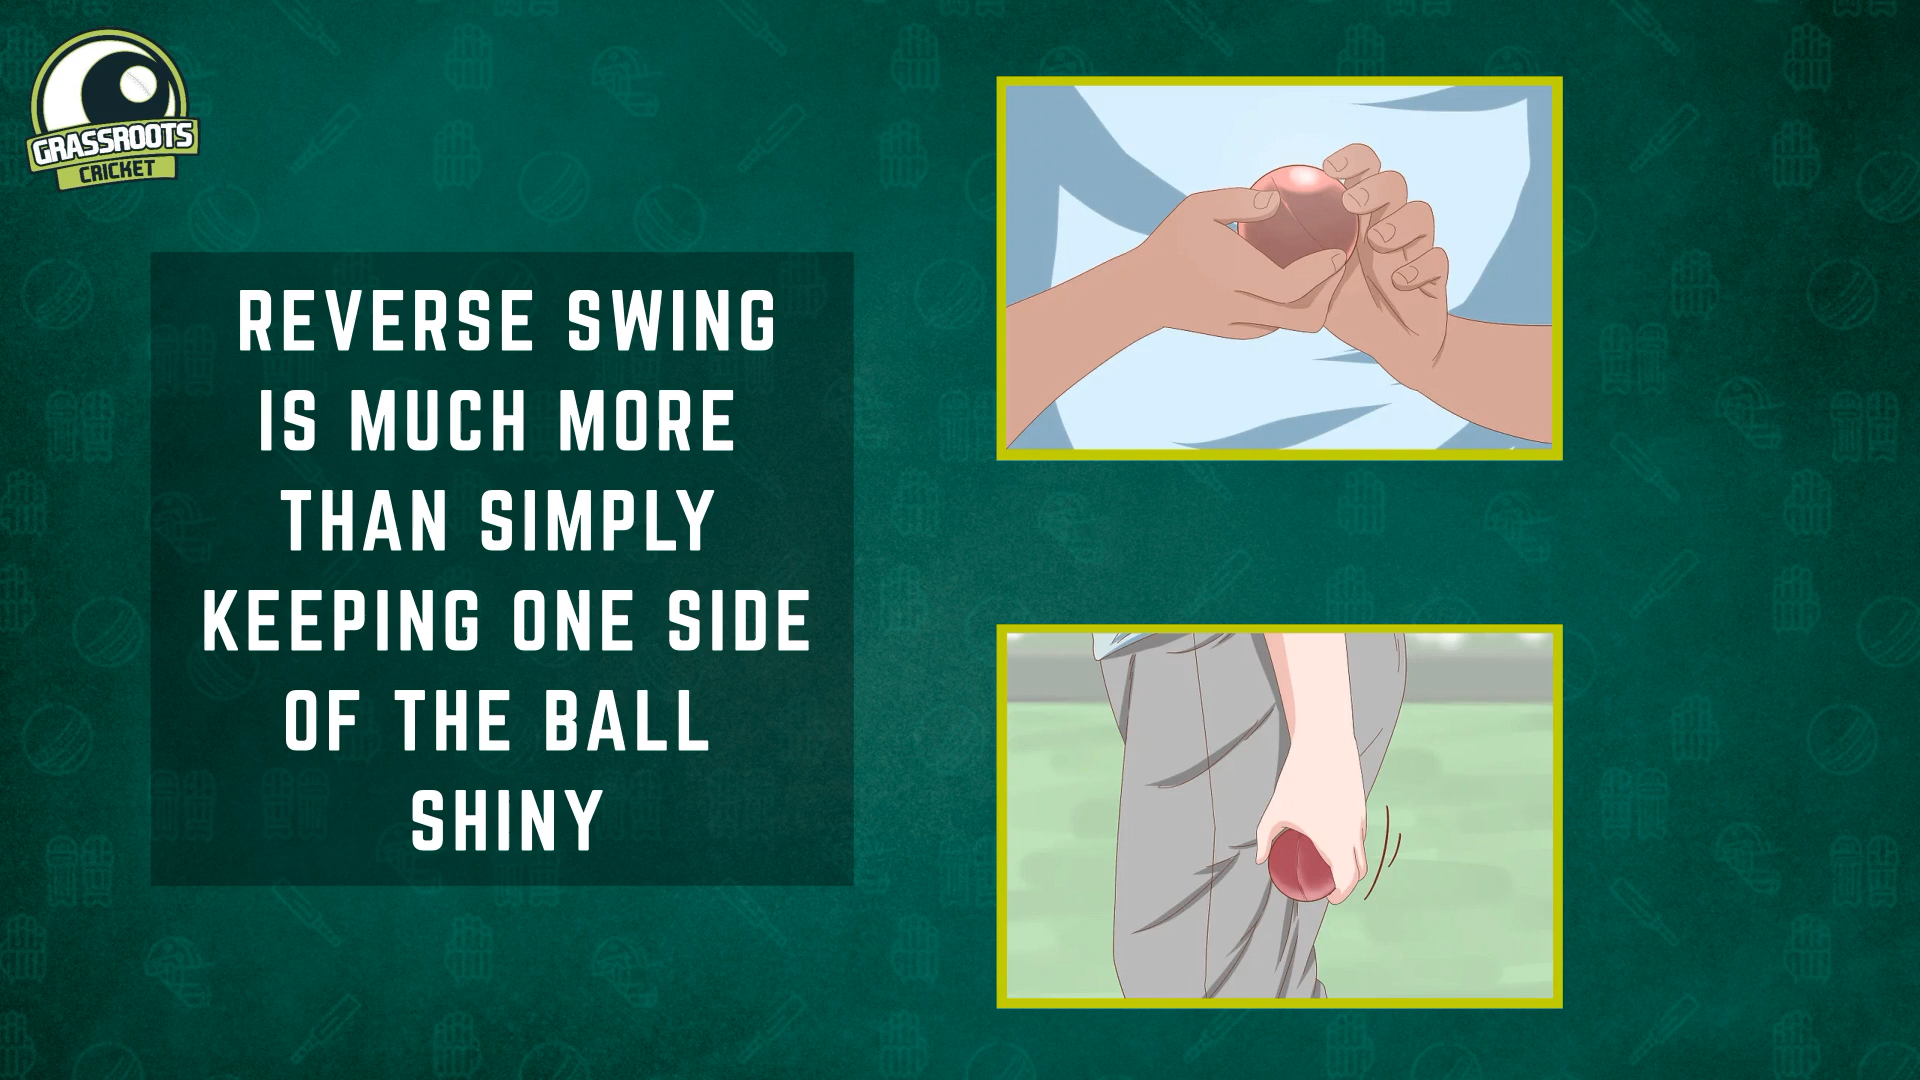 GRASSROOTS
CRICKET
REVERSE SWING
IS MUCH MORE
THAN SIMPLY
KEEPING ONE SIDE
OF THE BALL
SHINY